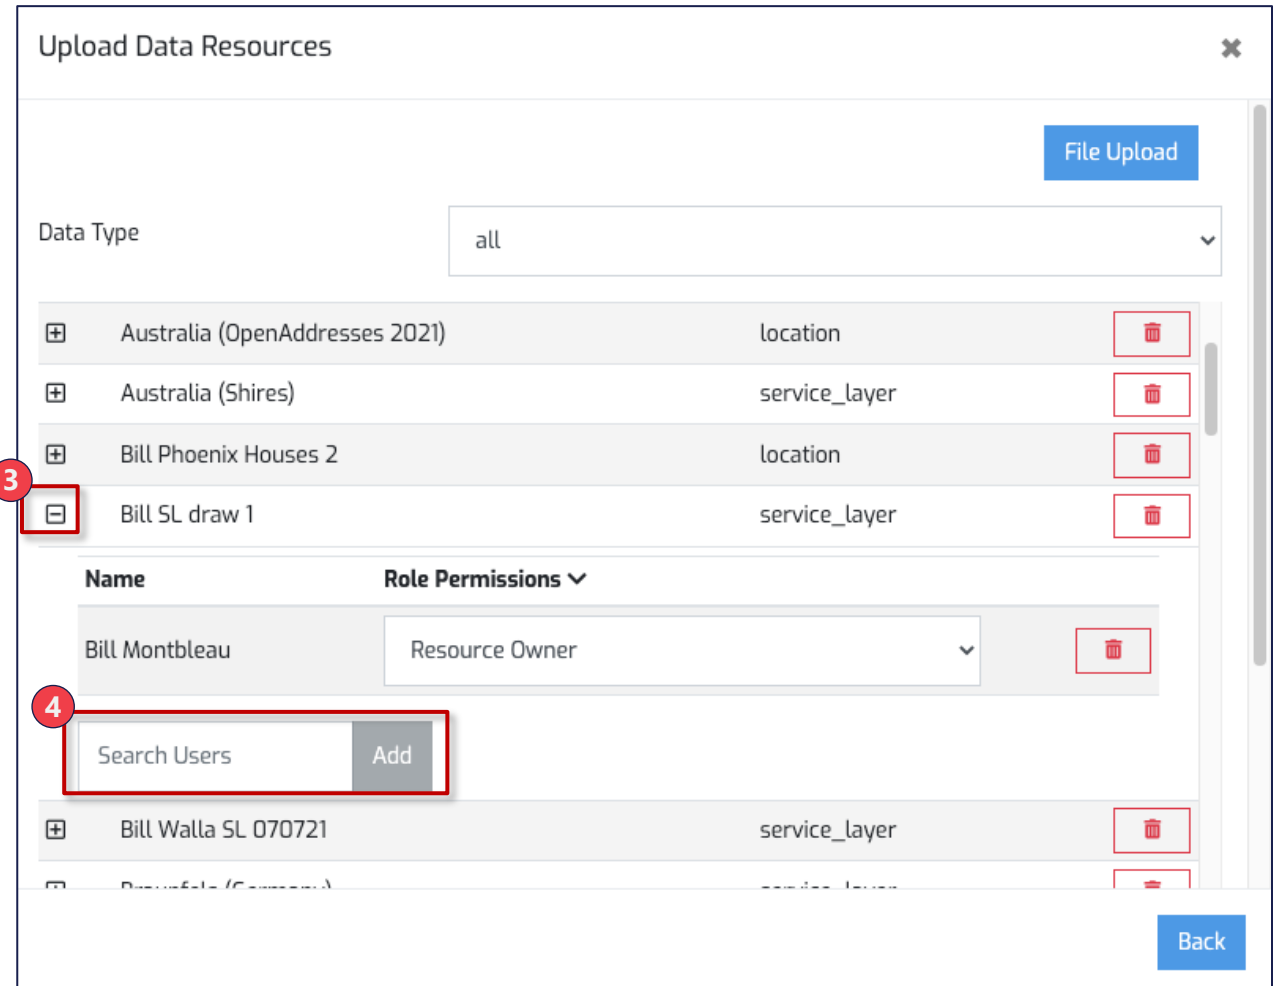 Upload Data Resources
File Upload
Data Type
all
Australia (OpenAddresses 2021) location
Australia (Shires) service_layer
Bill Phoenix Houses 2 location
3
Bill SL draw 1 service_layer
Name Role Permissions
Bill Montbleau Resource Owner
4
Search Users Add
Bill Walla SL 070721 service_layer
Back